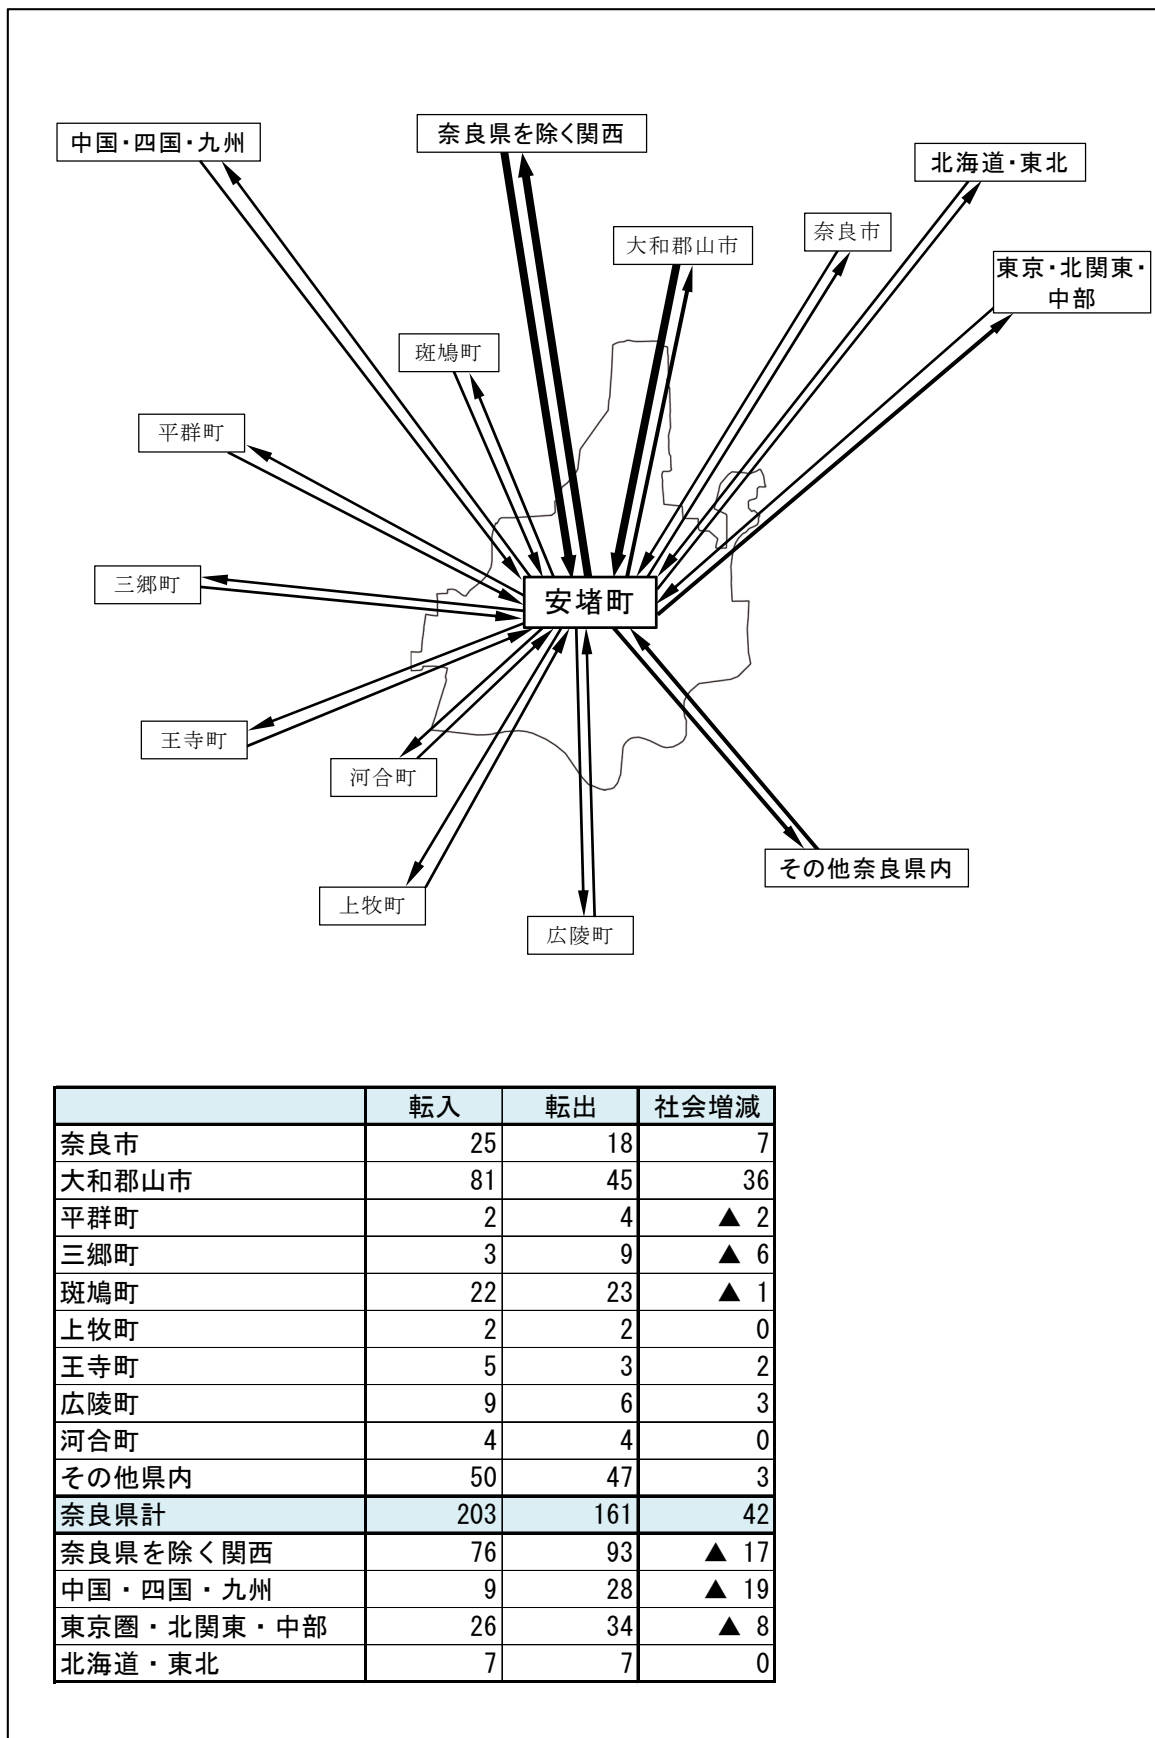 奈良県を除く関西
中国・四国・九州
北海道・東北
奈良市
大和郡山市
東京・北関東・
中部
斑鳩町
平群町
三郷町
安堵町
王寺町
河合町
その他奈良県内
上牧町
広陵町
転入 転出 社会増減
奈良市 25 18 7
大和郡山市 81 45 36
平群町 2 4 ▲ 2
三郷町 3 9 ▲ 6
斑鳩町 22 23 ▲ 1
上牧町 2 2 0
王寺町 5 3 2
広陵町 9 6 3
河合町 4 4 0
その他県内 50 47 3
奈良県計 203 161 42
奈良県を除く関西 76 93 ▲ 17
中国・四国・九州 9 28 ▲ 19
東京圏・北関東・中部 26 34 ▲ 8
北海道・東北 7 7 0